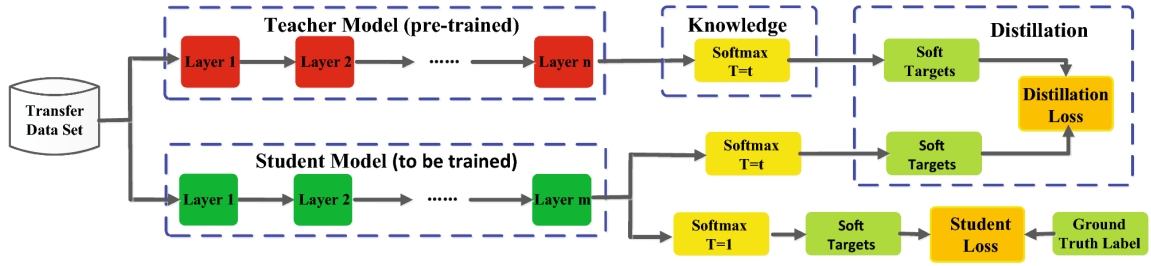 Teacher Model (pre-trained)
Knowledge
Distillation
Layer 1
Layer 2
......
Layer n
Softmax
T=t
Soft
Targets
Transfer
Data Set
Distillation
Loss
Student Model (to be trained)
Softmax
T=t
Soft
Targets
Layer 1
Layer 2
......
Layer m
Softmax
T=1
Soft
Targets
Student
Loss
Ground
Truth Label